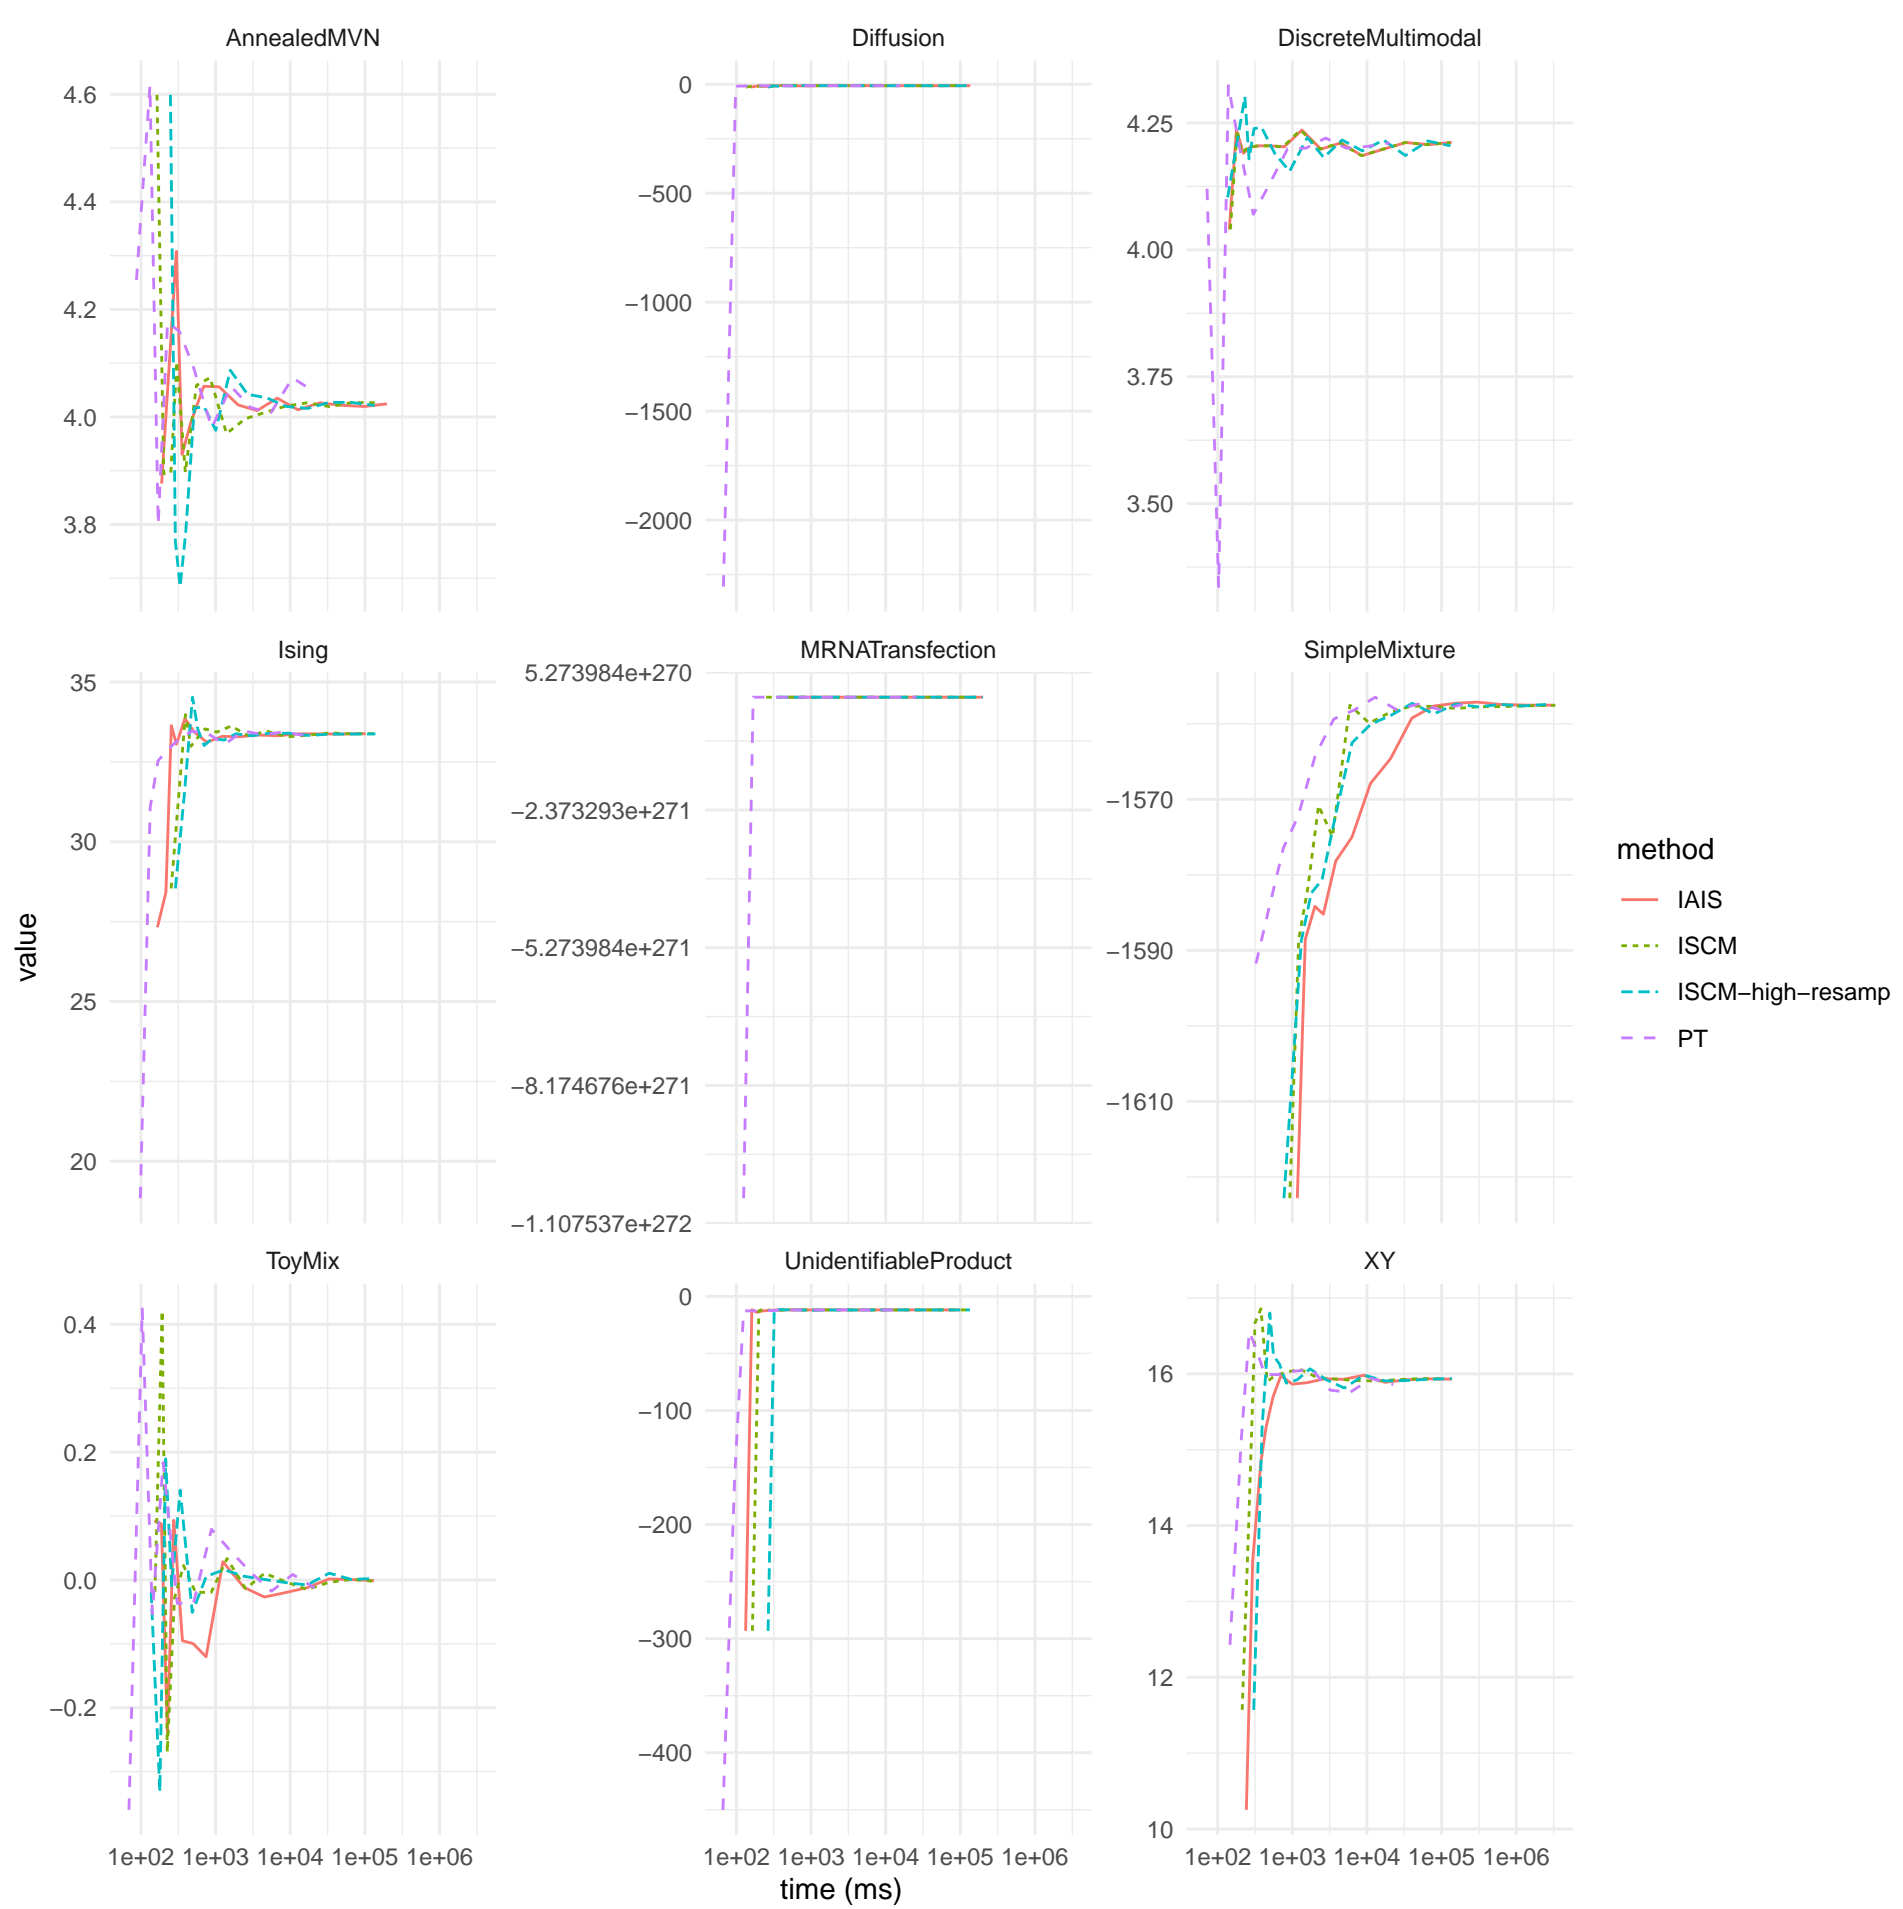 AnnealedMVN
Diffusion
DiscreteMultimodal
4.6
4.4
4.2
4.0
3.8
0
−500
−1000
−1500
−2000
4.25
4.00
3.75
3.50
Ising
MRNATransfection
SimpleMixture
35
30
25
20
5.273984e+270
−2.373293e+271
−5.273984e+271
−8.174676e+271
−1.107537e+272
−1570
−1590
−1610
ToyMix
UnidentifiableProduct
XY
0.4
0.2
0.0
−0.2
0
−100
−200
−300
−400
16
14
12
10
1e+02 1e+03 1e+04 1e+05 1e+06
1e+02 1e+03 1e+04 1e+05 1e+06
1e+02 1e+03 1e+04 1e+05 1e+06
time (ms)
value
method
IAIS
ISCM
ISCM−high−resamp
PT